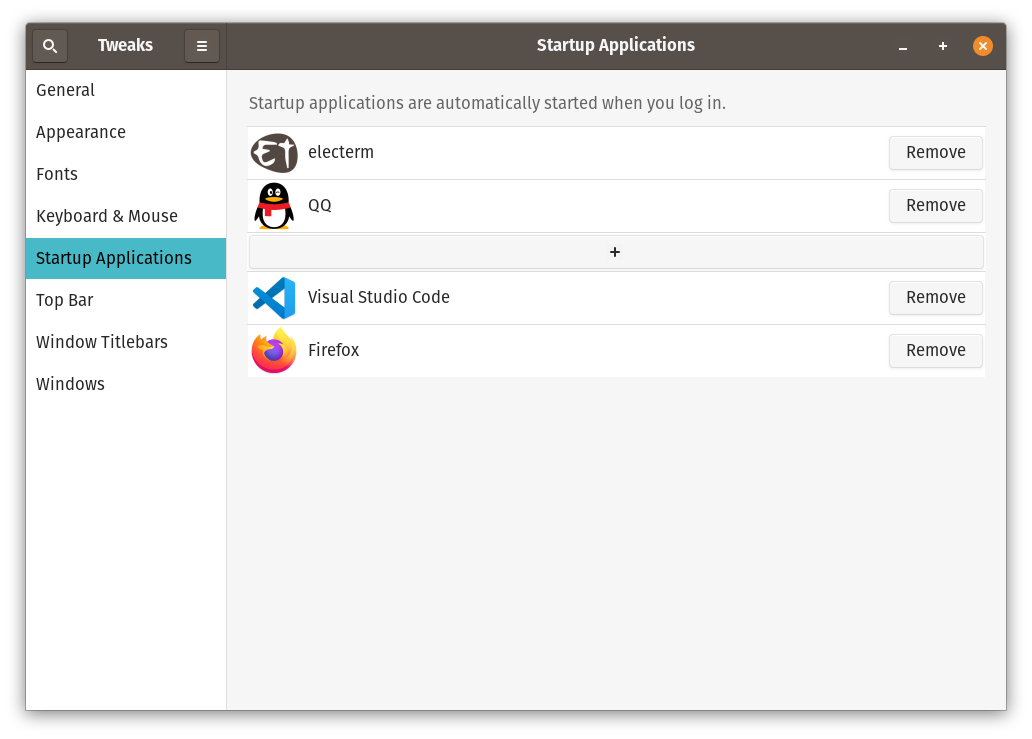 Tweaks
Startup Applications
General
Appearance
Fonts
Keyboard & Mouse
Startup Applications
Top Bar
Window Titlebars
Windows
Startup applications are automatically started when you log in.
ET electerm Remove
QQ Remove
+
Visual Studio Code Remove
Firefox Remove